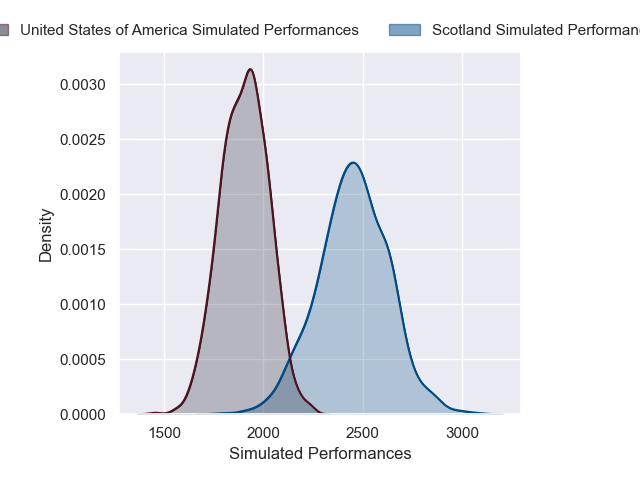 United States of America Simulated Performances
Scotland Simulated
0.0030
0.0025
0.0020
0.0015
0.0010
0.0005
0.0000
Density
1500 2000 2500 3000
Simulated Performances